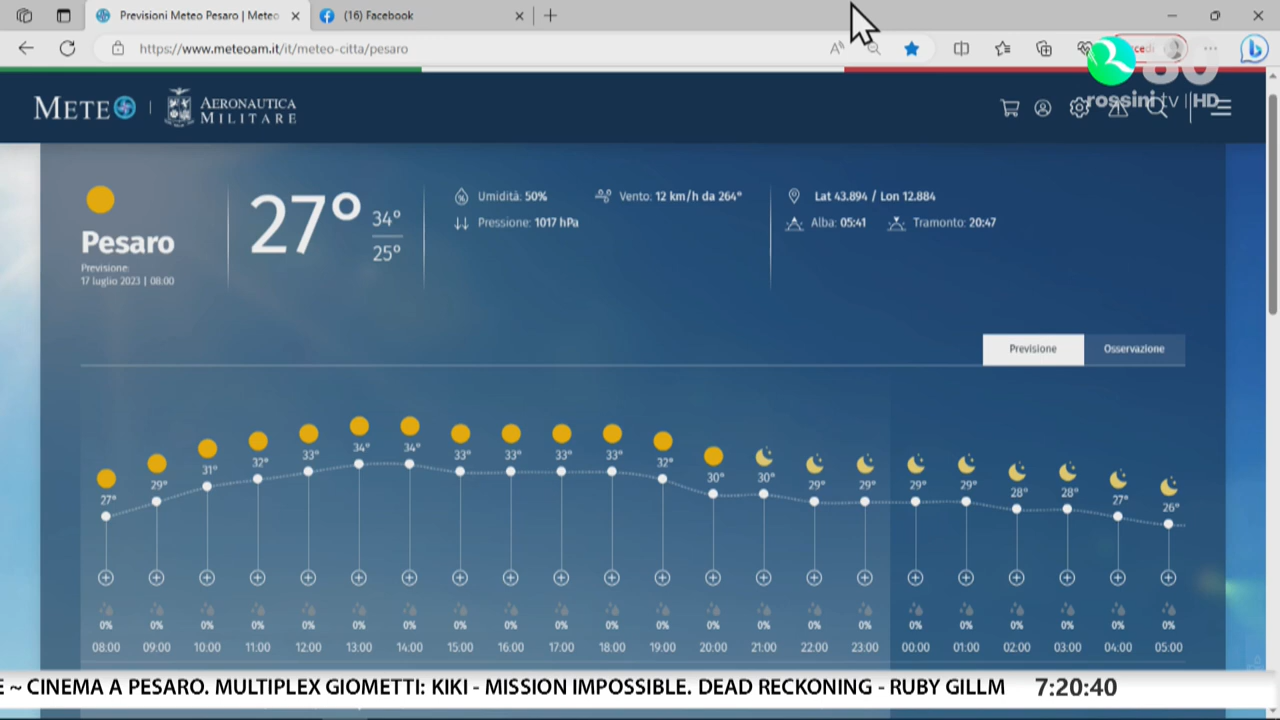 Previsioni Meteo Pesaro | Meteo
(16) Facebook
https://www.meteoam.it/it/meteo-citta/pesaro
METEO
AERONAUTICA
MILITARE
80
rossini tv | HD
Pesaro
Previsione:
17 luglio 2023 | 08:00
27° 34°
25°
Umidità: 50% Vento: 12 km/h da 264°
Pressione: 1017 hPa
Lat 43.894 / Lon 12.884
Alba: 05:41 Tramonto: 20:47
Previsione Osservazione
27° 29° 31° 32° 33° 34° 34° 33° 33° 33° 33° 32° 30° 30° 29° 29° 29° 29° 28° 28° 27° 26°
0% 0% 0% 0% 0% 0% 0% 0% 0% 0% 0% 0% 0% 0% 0% 0% 0% 0% 0% 0% 0% 0%
08:00 09:00 10:00 11:00 12:00 13:00 14:00 15:00 16:00 17:00 18:00 19:00 20:00 21:00 22:00 23:00 00:00 01:00 02:00 03:00 04:00 05:00
E ~ CINEMA A PESARO. MULTIPLEX GIOMETTI: KIKI - MISSION IMPOSSIBLE. DEAD RECKONING - RUBY GILLM 7:20:40